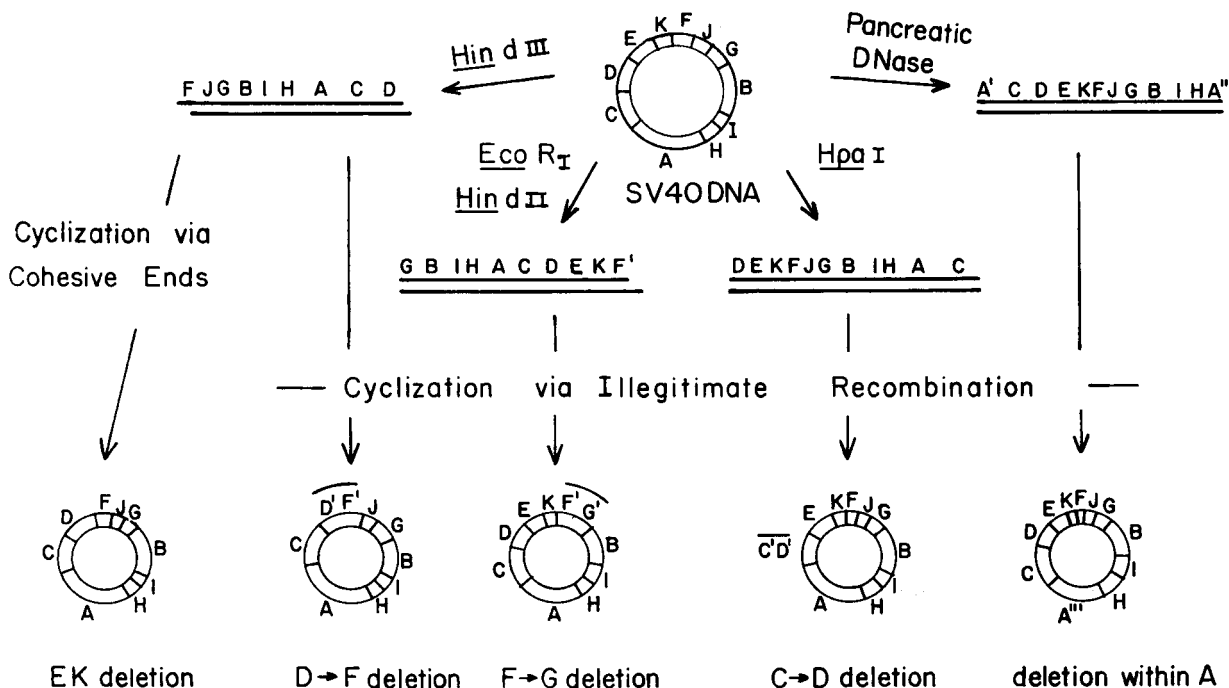 Hin d III
K F J
E G
D B
C I
A H
SV40 DNA
Pancreatic
DNase
F J G B I H A C D
A' C D E K F J G B I H A"
Eco RI
Hin d II
Hpa I
Cyclization via
Cohesive Ends
G B I H A C D E K F'
D E K F J G B I H A C
Cyclization via Illegitimate Recombination
D F J G
C B
A H I
D' F' J
C G
A H I B
E K F' G'
D B
C I
A H
E K F J G
C'D' B
A H I
E K F J G
D B
C I
A''' H
EK deletion
D→F deletion
F→G deletion
C→D deletion
deletion within A